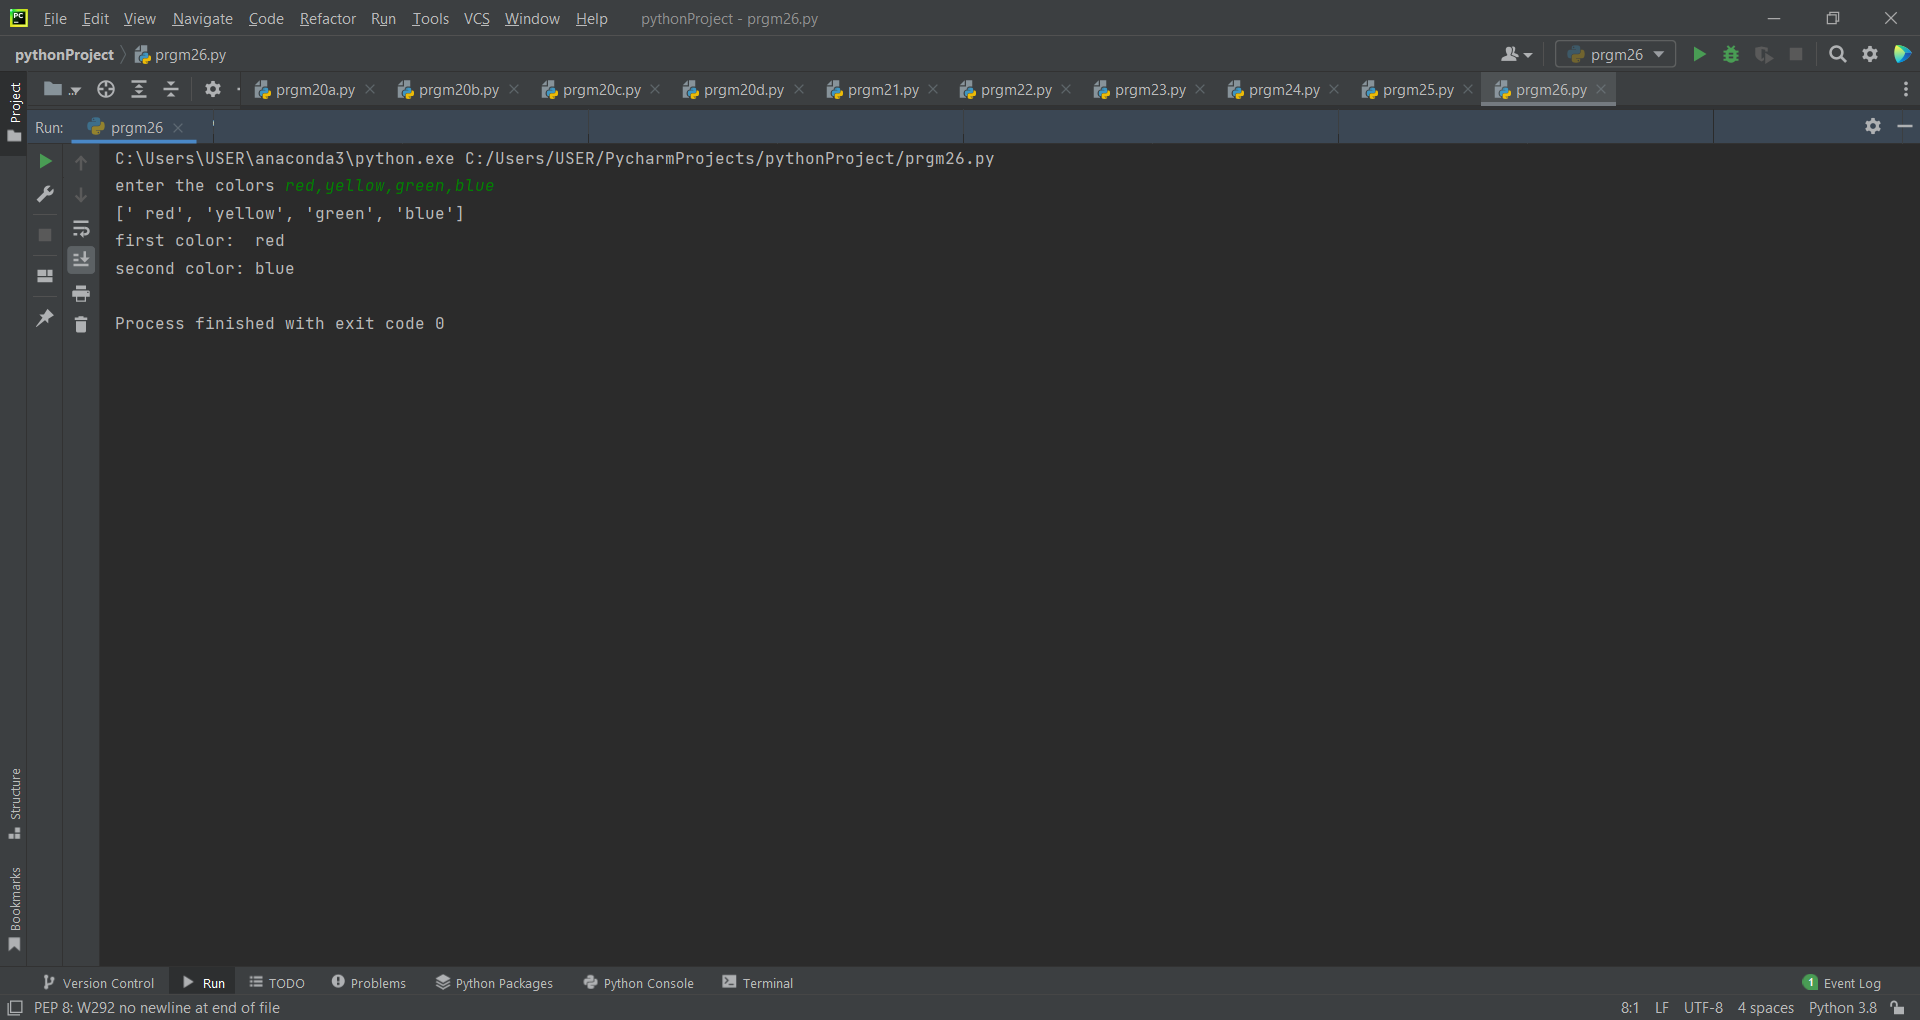 File Edit View Navigate Code Refactor Run Tools VCS Window Help pythonProject - prgm26.py
pythonProject prgm26.py prgm26
Project
prgm20a.py prgm20b.py prgm20c.py prgm20d.py prgm21.py prgm22.py prgm23.py prgm24.py prgm25.py prgm26.py
Run: prgm26
C:\Users\USER\anaconda3\python.exe C:/Users/USER/PycharmProjects/pythonProject/prgm26.py
enter the colors red,yellow,green,blue
[' red', 'yellow', 'green', 'blue']
first color:  red
second color: blue
Process finished with exit code 0
Structure
Bookmarks
Version Control Run TODO Problems Python Packages Python Console Terminal 1 Event Log
PEP 8: W292 no newline at end of file 8:1 LF UTF-8 4 spaces Python 3.8